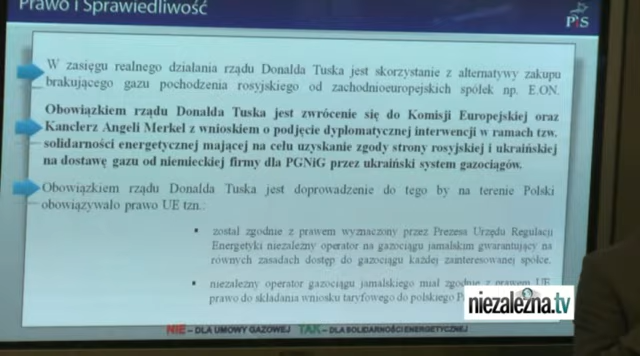 Prawo i Sprawiedliwość
PiS
W zasięgu realnego działania rządu Donalda Tuska jest skorzystanie z alternatywy zakupu
brakującego gazu pochodzenia rosyjskiego od zachodnioeuropejskich spółek np. E.ON.
Obowiązkiem rządu Donalda Tuska jest zwrócenie się do Komisji Europejskiej oraz
Kanclerz Angeli Merkel z wnioskiem o podjęcie dyplomatycznej interwencji w ramach tzw.
solidarności energetycznej mającej na celu uzyskanie zgody strony rosyjskiej i ukraińskiej
na dostawę gazu od niemieckiej firmy dla PGNiG przez ukraiński system gazociągów.
Obowiązkiem rządu Donalda Tuska jest doprowadzenie do tego by na terenie Polski
obowiązywało prawo UE tzn.:
▪ został zgodnie z prawem wyznaczony przez Prezesa Urzędu Regulacji
Energetyki niezależny operator na gazociągu jamalskim gwarantujący na
równych zasadach dostęp do gazociągu każdej zainteresowanej spółce.
▪ niezależny operator gazociągu jamalskiego miał zgodnie z prawem UE
prawo do składania wniosku taryfowego do polskiego
niezależna.tv
NIE – DLA UMOWY GAZOWEJ TAK – DLA SOLIDARNOŚCI ENERGETYCZNEJ